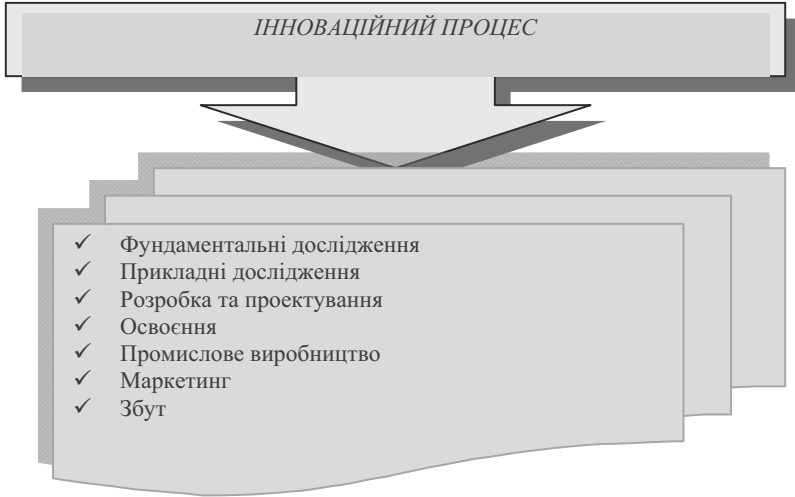 ІННОВАЦІЙНИЙ ПРОЦЕС
✓ Фундаментальні дослідження
✓ Прикладні дослідження
✓ Розробка та проектування
✓ Освоєння
✓ Промислове виробництво
✓ Маркетинг
✓ Збут